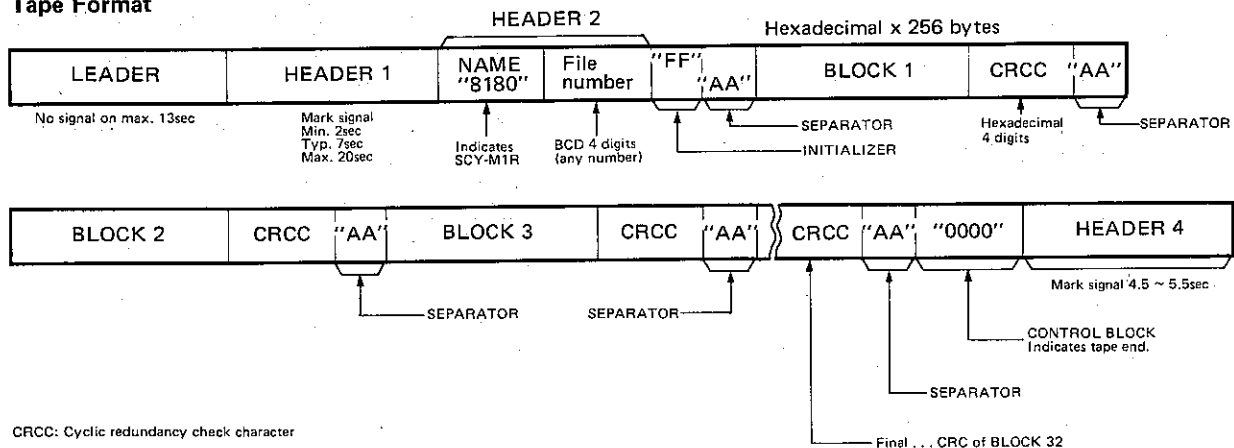 Tape Format
HEADER 2
Hexadecimal x 256 bytes
LEADER
HEADER 1
NAME
"8180"
File
number
"FF"
"AA"
BLOCK 1
CRCC
"AA"
No signal on max. 13sec
Mark signal
Min. 2sec
Typ. 7sec
Max. 20sec
Indicates
SCY-M1R
BCD 4 digits
(any number)
SEPARATOR
INITIALIZER
Hexadecimal
4 digits
SEPARATOR
BLOCK 2
CRCC
"AA"
BLOCK 3
CRCC
"AA"
CRCC
"AA"
"0000"
HEADER 4
Mark signal 4.5 ~ 5.5sec
SEPARATOR
SEPARATOR
CONTROL BLOCK
Indicates tape end.
SEPARATOR
CRCC: Cyclic redundancy check character
Final . . . CRC of BLOCK 32